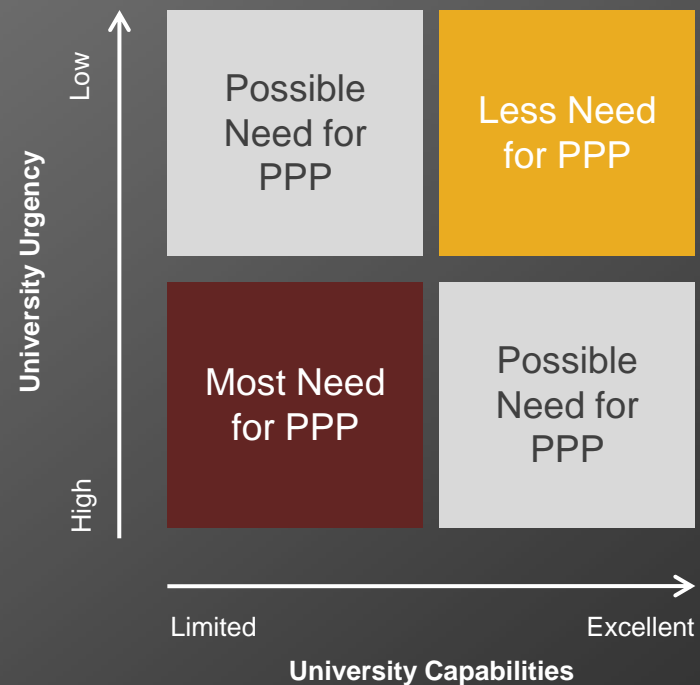 Low
University Urgency
High
Possible
Need for
PPP
Less Need
for PPP
Most Need
for PPP
Possible
Need for
PPP
Limited
Excellent
University Capabilities